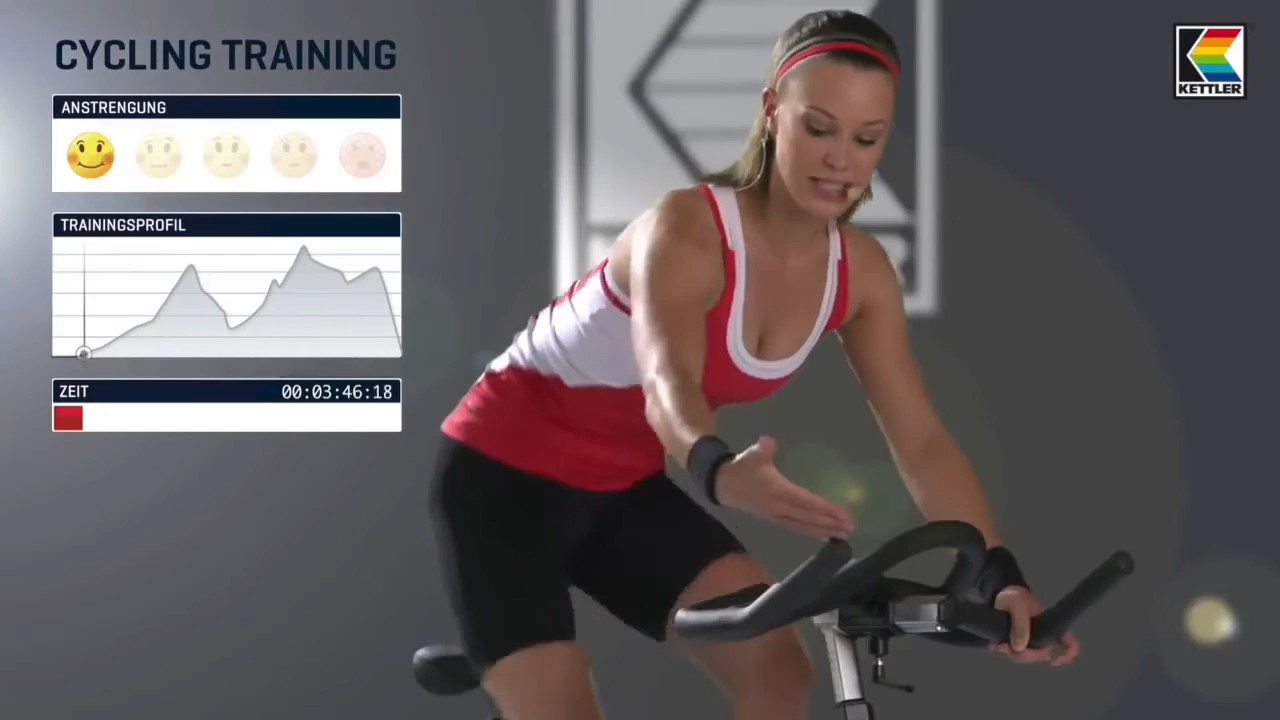 CYCLING TRAINING
ANSTRENGUNG
TRAININGSPROFIL
ZEIT 00:03:46:18
KETTLER